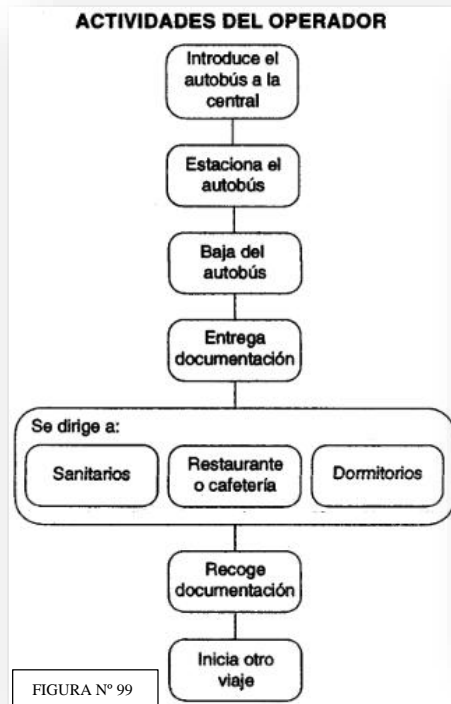 ACTIVIDADES DEL OPERADOR
Introduce el
autobús a la
central
Estaciona el
autobús
Baja del
autobús
Entrega
documentación
Se dirige a:
Sanitarios
Restaurante
o cafetería
Dormitorios
Recoge
documentación
Inicia otro
viaje
FIGURA Nº 99